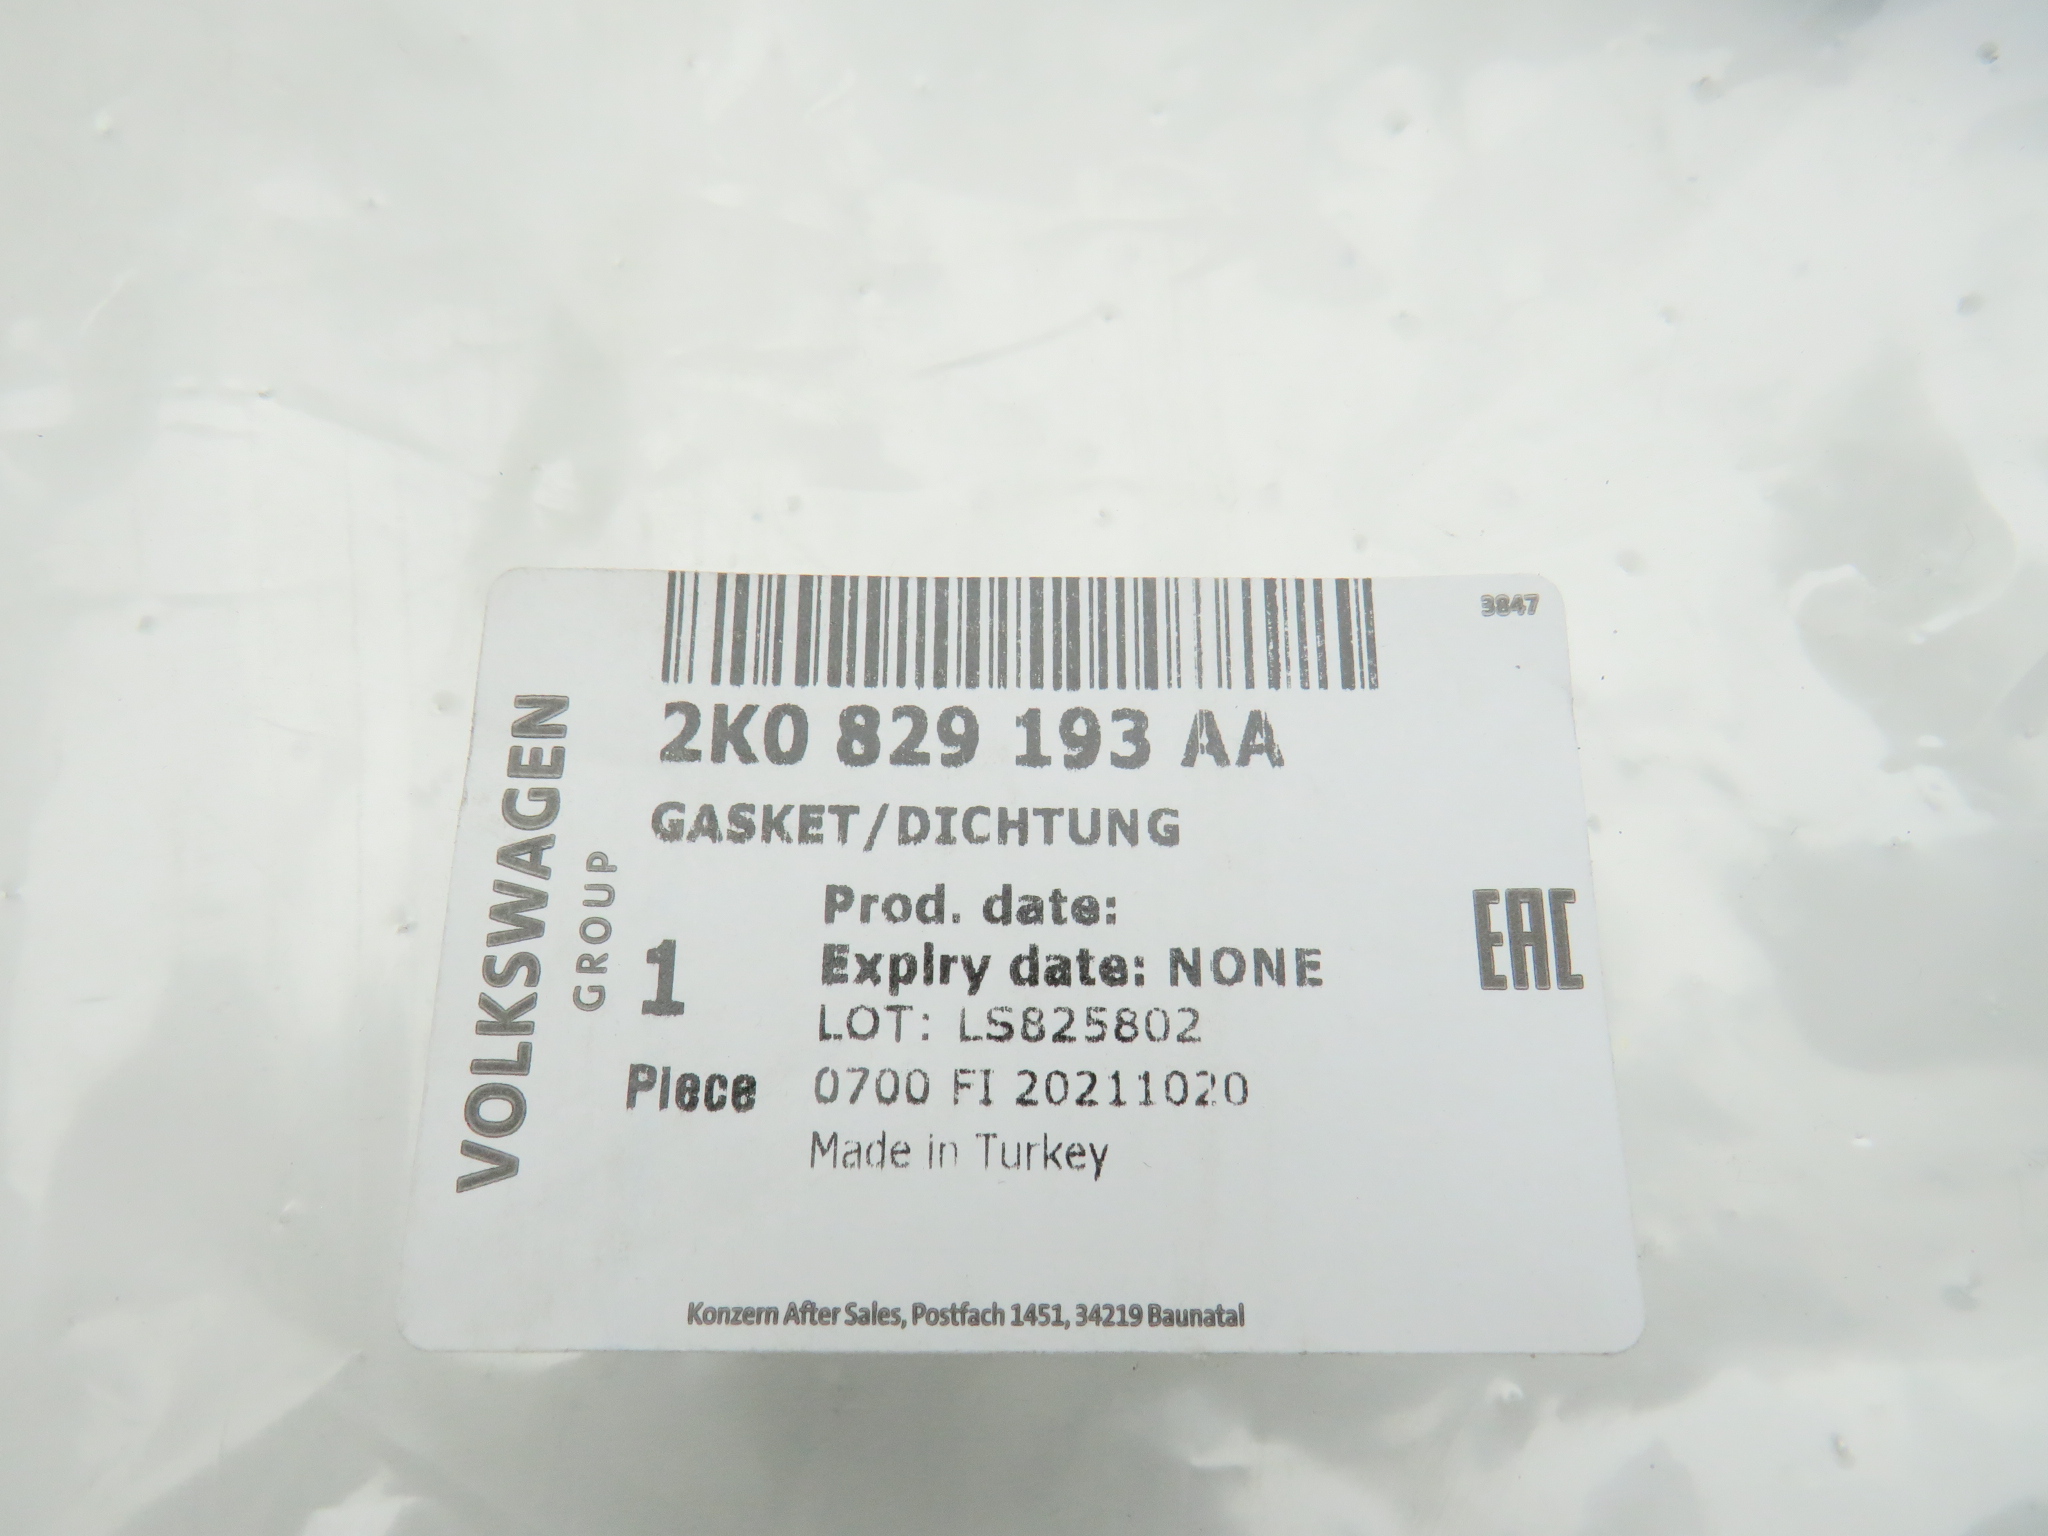 3847
2K0 829 193 AA
GASKET/DICHTUNG
VOLKSWAGEN
GROUP
1
Piece
Prod. date:
Expiry date: NONE
LOT: LS825802
0700 FI 20211020
Made in Turkey
EAC
Konzern After Sales, Postfach 1451, 34219 Baunatal